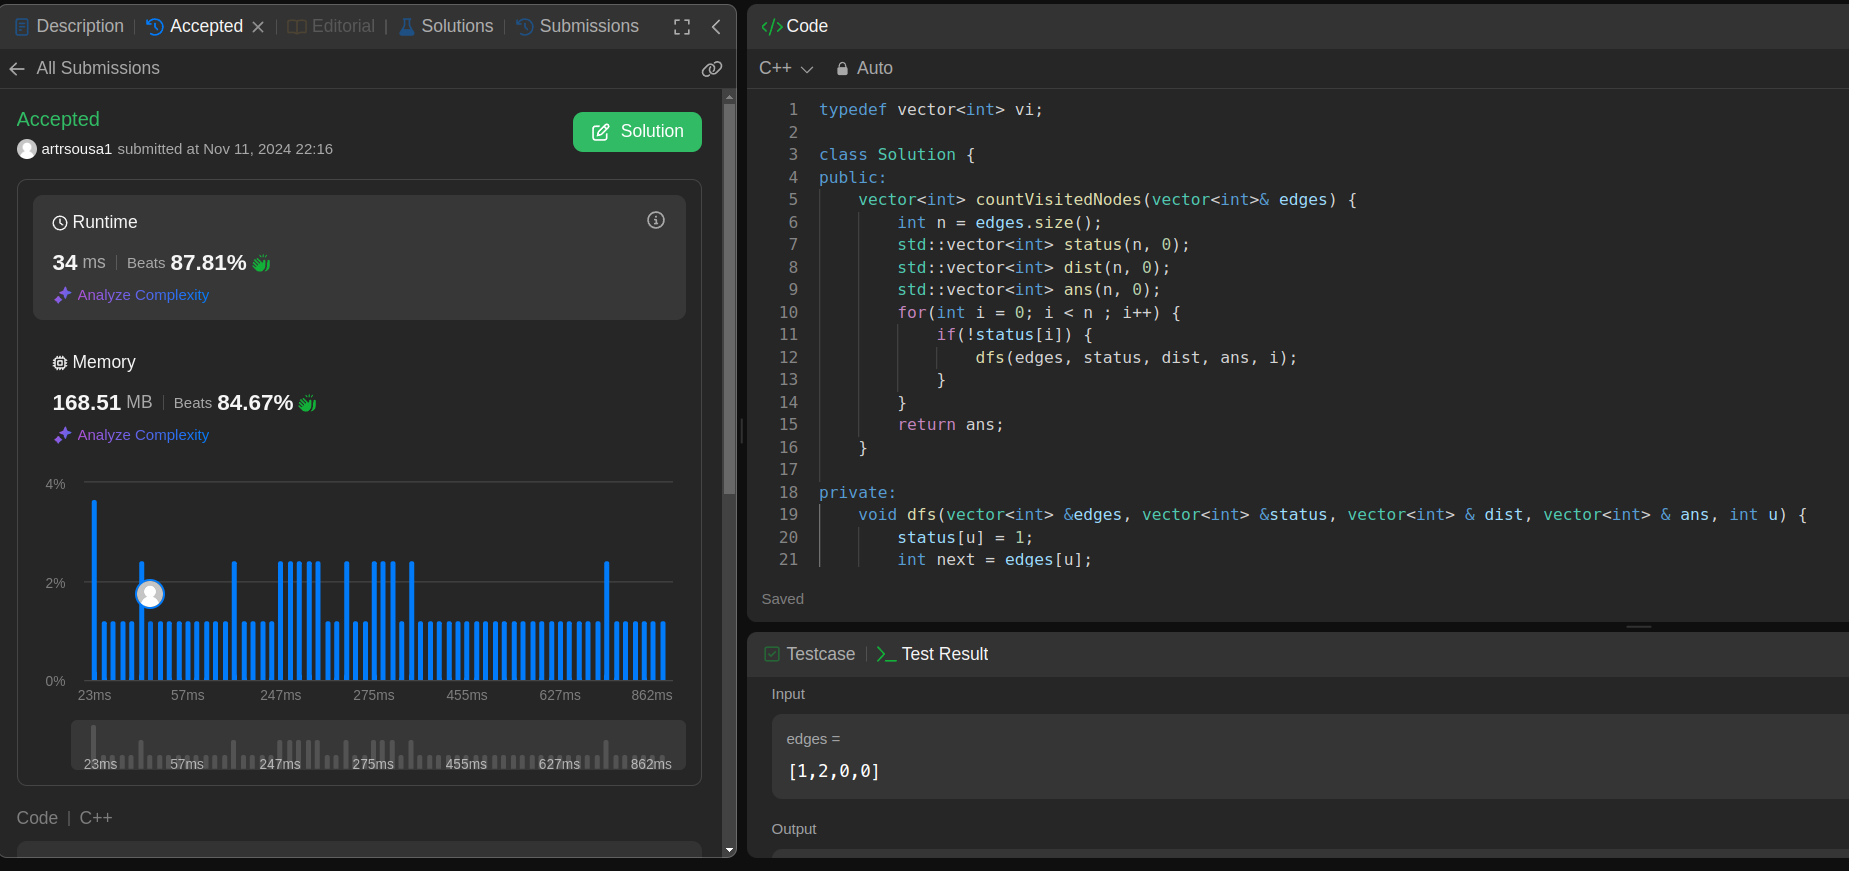 Description | Accepted × | Editorial | Solutions | Submissions
All Submissions
Accepted
artrsousa1 submitted at Nov 11, 2024 22:16
Solution
Runtime
34 ms | Beats 87.81%
Analyze Complexity
Memory
168.51 MB | Beats 84.67%
Analyze Complexity
4%
2%
0%
23ms 57ms 247ms 275ms 455ms 627ms 862ms
23ms 57ms 247ms 275ms 455ms 627ms 862ms
Code | C++
</> Code
C++ Auto
1 typedef vector<int> vi;
2
3 class Solution {
4 public:
5     vector<int> countVisitedNodes(vector<int>& edges) {
6         int n = edges.size();
7         std::vector<int> status(n, 0);
8         std::vector<int> dist(n, 0);
9         std::vector<int> ans(n, 0);
10         for(int i = 0; i < n ; i++) {
11             if(!status[i]) {
12                 dfs(edges, status, dist, ans, i);
13             }
14         }
15         return ans;
16     }
17
18 private:
19     void dfs(vector<int> &edges, vector<int> &status, vector<int> & dist, vector<int> & ans, int u) {
20         status[u] = 1;
21         int next = edges[u];
Saved
Testcase | >_ Test Result
Input
edges =
[1,2,0,0]
Output